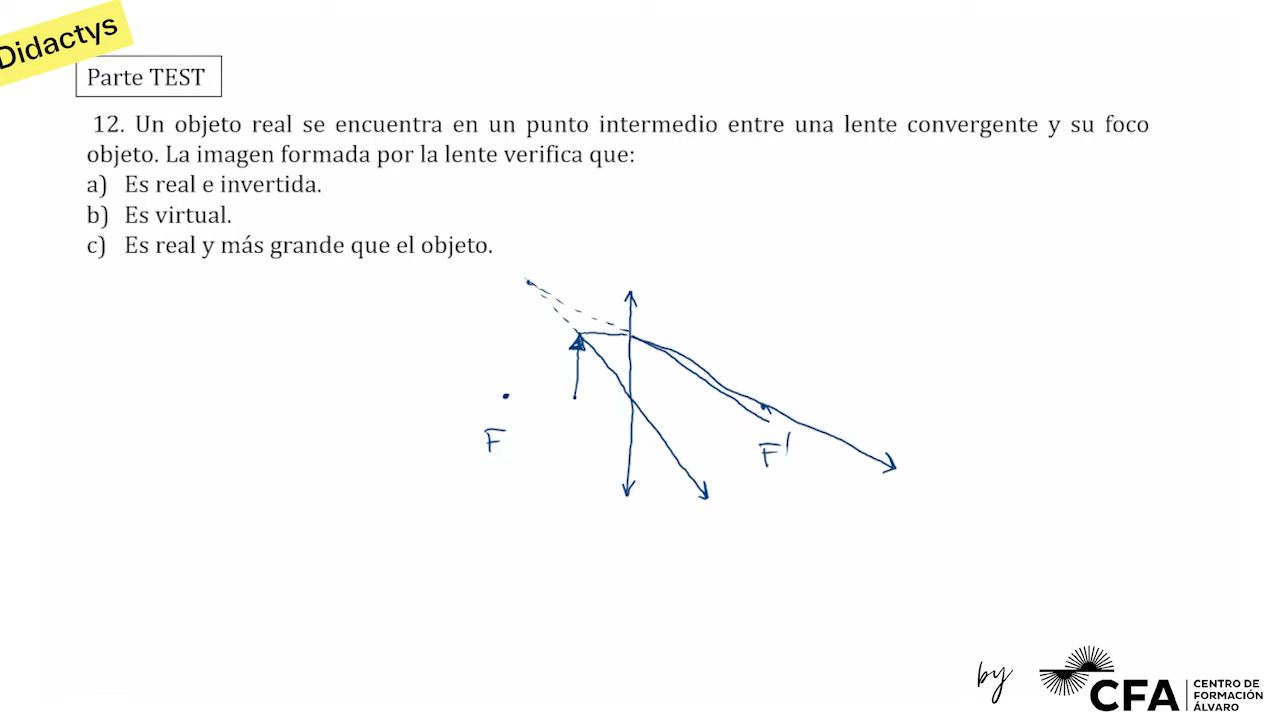 Didactys
Parte TEST
12. Un objeto real se encuentra en un punto intermedio entre una lente convergente y su foco
objeto. La imagen formada por la lente verifica que:
a) Es real e invertida.
b) Es virtual.
c) Es real y más grande que el objeto.
F
F'
by
CFA
CENTRO DE
FORMACIÓN
ÁLVARO